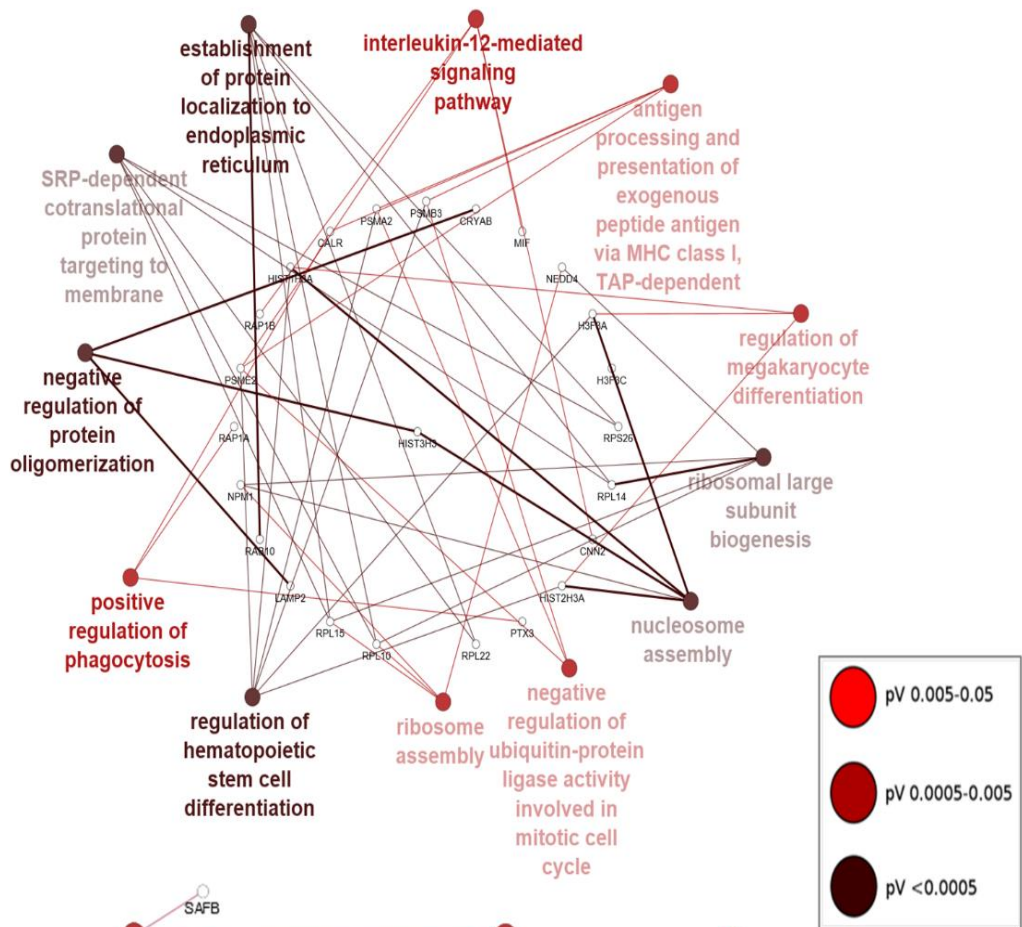 establishment
of protein
localization to
endoplasmic
reticulum
interleukin-12-mediated
signaling
pathway
antigen
processing and
presentation of
exogenous
peptide antigen
via MHC class I,
TAP-dependent
SRP-dependent
cotranslational
protein
targeting to
membrane
PSMA2
PSMB3
CRYAB
CALR
MIF
HIST1H3A
NEDD4
RAP1B
H3F3A
regulation of
megakaryocyte
differentiation
PSME2
H3F3C
negative
regulation of
protein
oligomerization
RAP1A
HIST3H3
RPS26
NPM1
RPL14
ribosomal large
subunit
biogenesis
RAB10
CNN2
LAMP2
HIST2H3A
positive
regulation of
phagocytosis
RPL15
PTX3
RPL10
RPL22
nucleosome
assembly
regulation of
hematopoietic
stem cell
differentiation
ribosome
assembly
negative
regulation of
ubiquitin-protein
ligase activity
involved in
mitotic cell
cycle
pV 0.005-0.05
pV 0.0005-0.005
pV <0.0005
SAFB